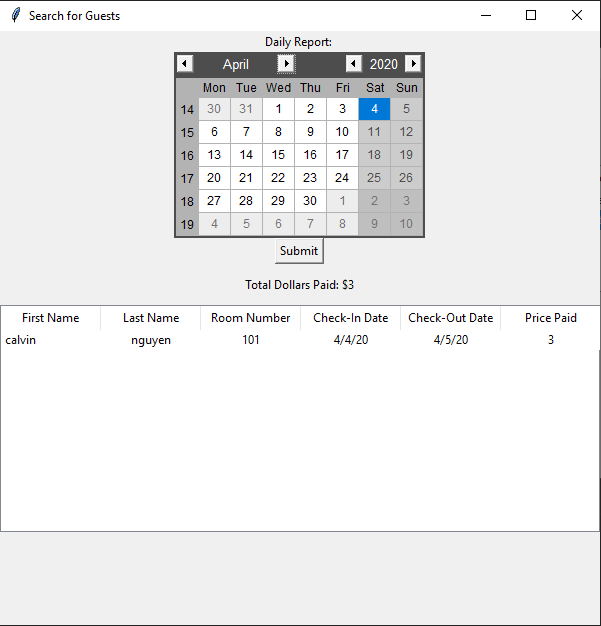 Search for Guests
Daily Report:
April 2020
Mon Tue Wed Thu Fri Sat Sun
14 30 31 1 2 3 4 5
15 6 7 8 9 10 11 12
16 13 14 15 16 17 18 19
17 20 21 22 23 24 25 26
18 27 28 29 30 1 2 3
19 4 5 6 7 8 9 10
Submit
Total Dollars Paid: $3
First Name Last Name Room Number Check-In Date Check-Out Date Price Paid
calvin nguyen 101 4/4/20 4/5/20 3